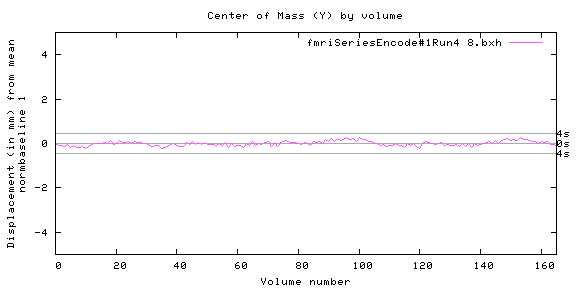 Center of Mass (Y) by volume
fmriSeriesEncode#1Run4 8.bxh
Displacement (in mm) from mean
normbaseline 1
4
2
0
-2
-4
4s
0s
4s
0 20 40 60 80 100 120 140 160
Volume number